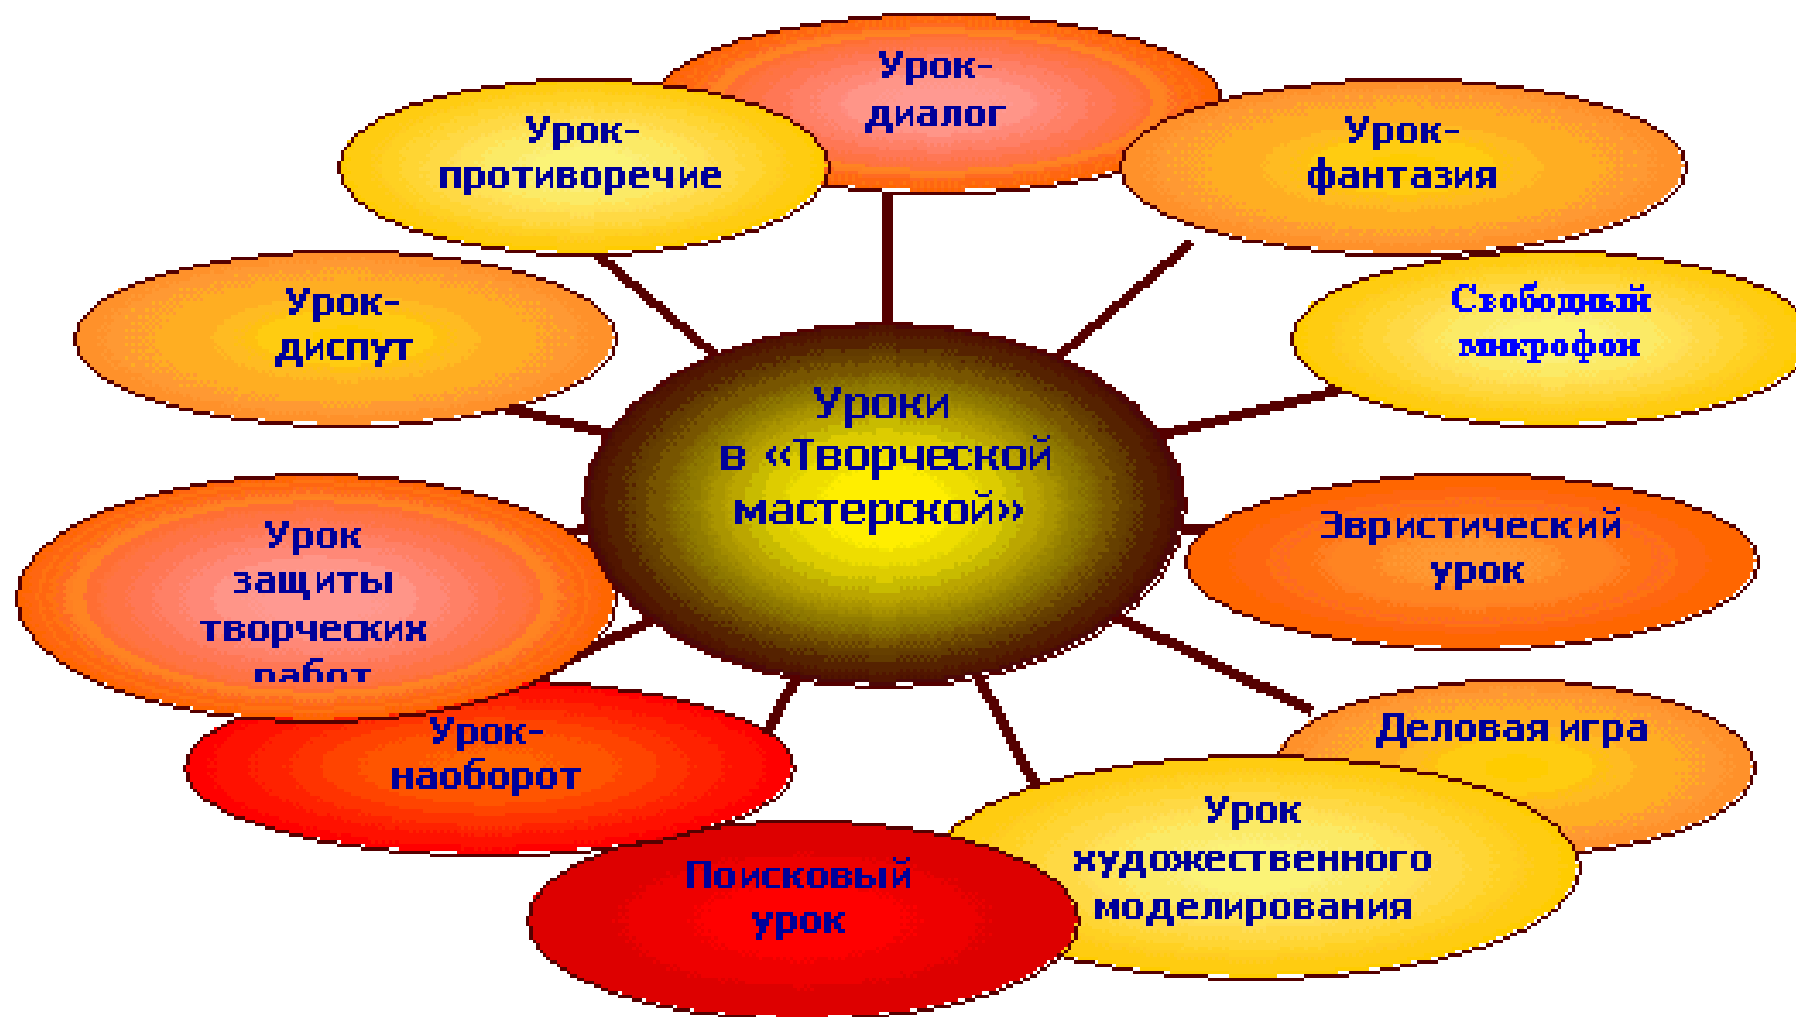 Урок-
диалог
Урок-
противоречие
Урок-
фантазия
Урок-
диспут
Свободный
микрофон
Уроки
в «Творческой
мастерской»
Эвристический
урок
Урок
защиты
творческих
работ
Урок-
наоборот
Деловая игра
Урок
художественного
моделирования
Поисковый
урок